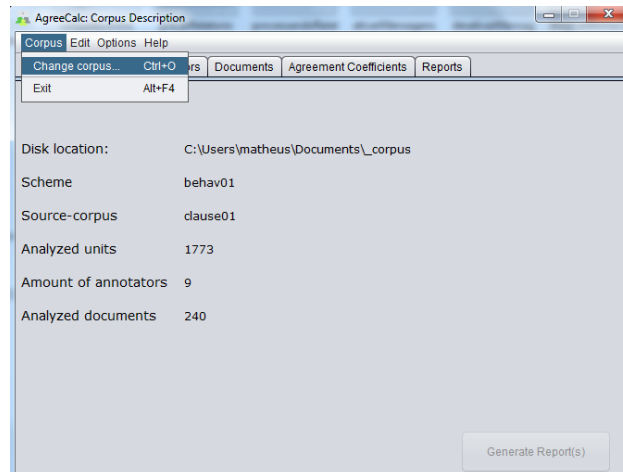 AgreeCalc: Corpus Description
Corpus Edit Options Help
Change corpus... Ctrl+O
rs Documents Agreement Coefficients Reports
Exit Alt+F4
Disk location: C:\Users\matheus\Documents\_corpus
Scheme behav01
Source-corpus clause01
Analyzed units 1773
Amount of annotators 9
Analyzed documents 240
Generate Report(s)